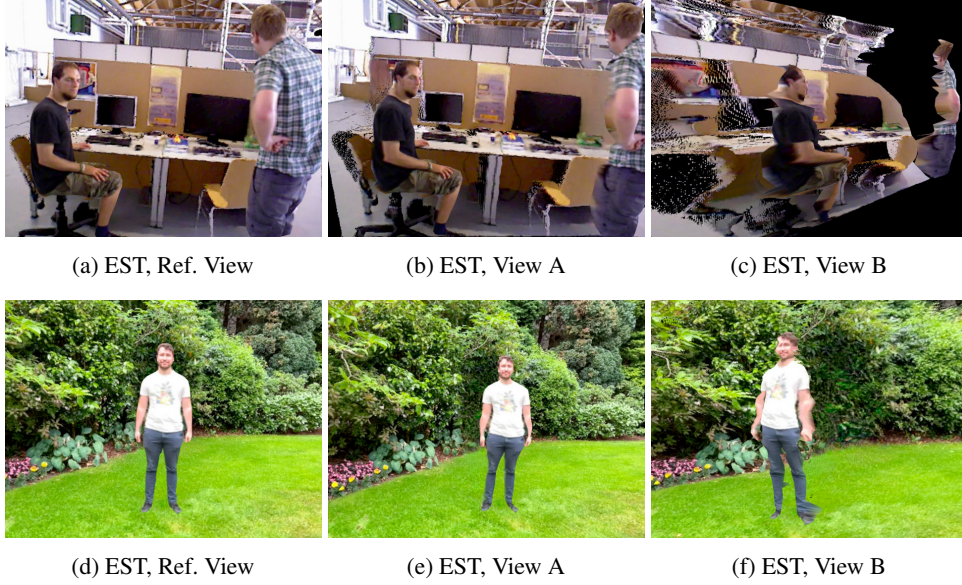 (a) EST, Ref. View
(b) EST, View A
(c) EST, View B
(d) EST, Ref. View
(e) EST, View A
(f) EST, View B